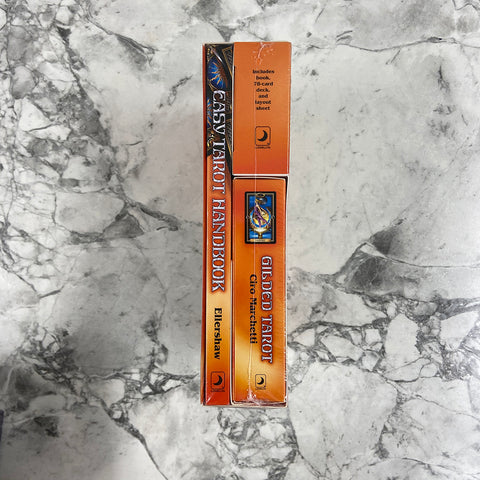 EASY TAROT HANDBOOK
Ellershaw
Includes
book,
78-card
deck,
and
layout
sheet
GILDED TAROT
Ciro Marchetti